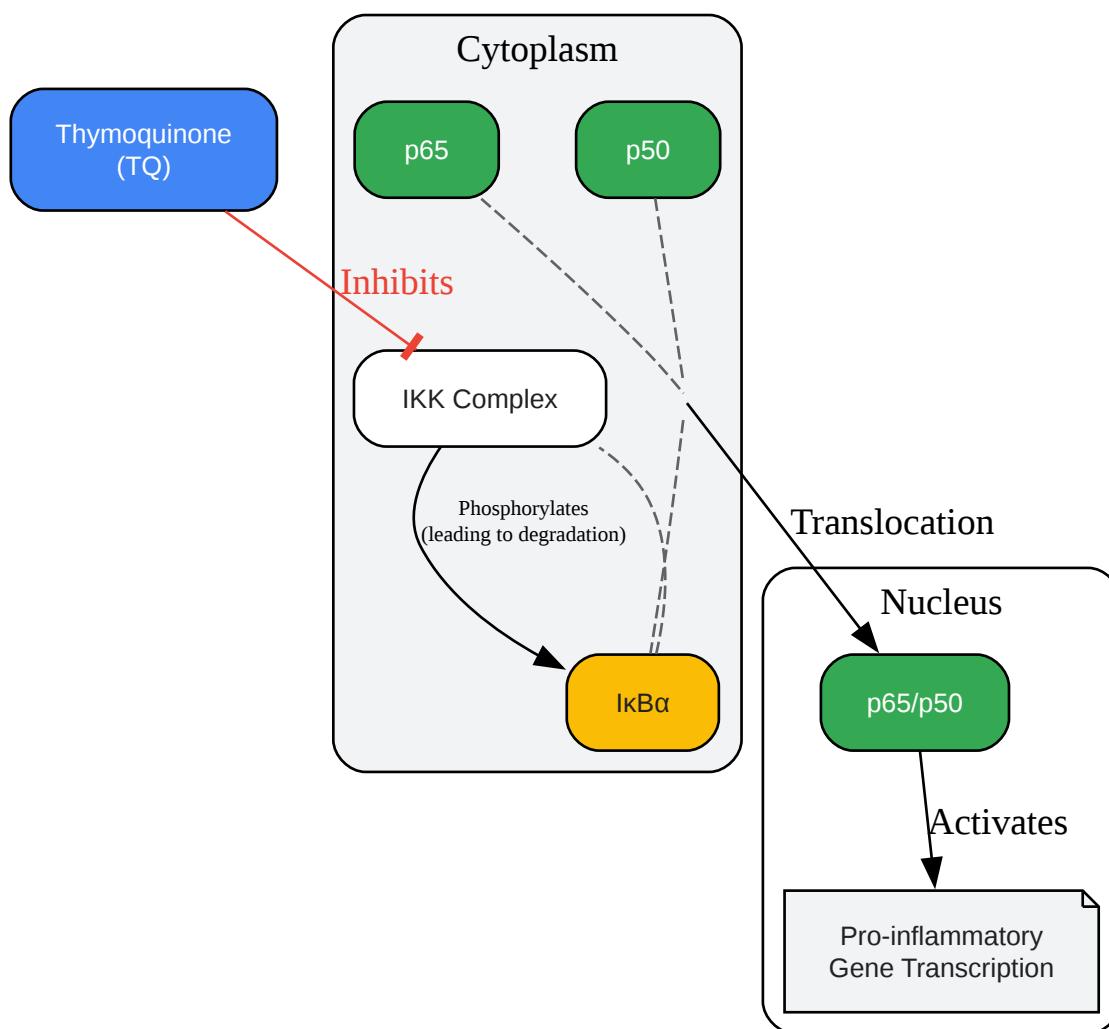 Cytoplasm
Thymoquinone
(TQ)
p65
p50
Inhibits
IKK Complex
Phosphorylates
(leading to degradation)
Translocation
Nucleus
IκBα
p65/p50
Activates
Pro-inflammatory
Gene Transcription